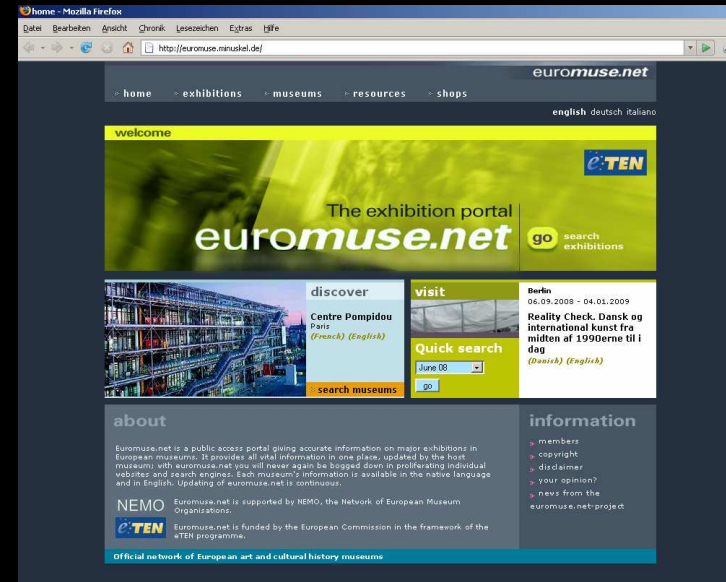 home - Mozilla Firefox
Datei Bearbeiten Ansicht Chronik Lesezeichen Extras Hilfe
http://euromuse.minuskel.de/
euromuse.net
home exhibitions museums resources shops
english deutsch italiano
welcome
e:TEN
The exhibition portal
euromuse.net
go search
exhibitions
discover
Centre Pompidou
Paris
(French) (English)
search museums
visit
Quick search
June 08
go
Berlin
06.09.2008 - 04.01.2009
Reality Check. Dansk og
international kunst fra
midten af 1990erne til i
dag
(Danish) (English)
about
Euromuse.net is a public access portal giving accurate information on major exhibitions in
European museums. It provides all vital information in one place, updated by the host
museum; with euromuse.net you will never again be bogged down in proliferating individual
websites and search engines. Each museum's information is available in the native language
and in English. Updating of euromuse.net is continuous.
NEMO Euromuse.net is supported by NEMO, the Network of European Museum
Organisations.
e:TEN Euromuse.net is funded by the European Commission in the framework of the
eTEN programme.
information
members
copyright
disclaimer
your opinion?
news from the
euromuse.net-project
Official network of European art and cultural history museums